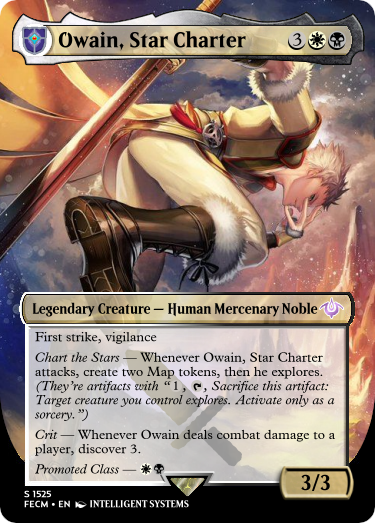 Owain, Star Charter 3
Legendary Creature — Human Mercenary Noble
First strike, vigilance
Chart the Stars — Whenever Owain, Star Charter
attacks, create two Map tokens, then he explores.
(They're artifacts with “1, , Sacrifice this artifact:
Target creature you control explores. Activate only as a
sorcery.”)
Crit — Whenever Owain deals combat damage to a
player, discover 3.
Promoted Class —
3/3
S 1525
FECM • EN INTELLIGENT SYSTEMS